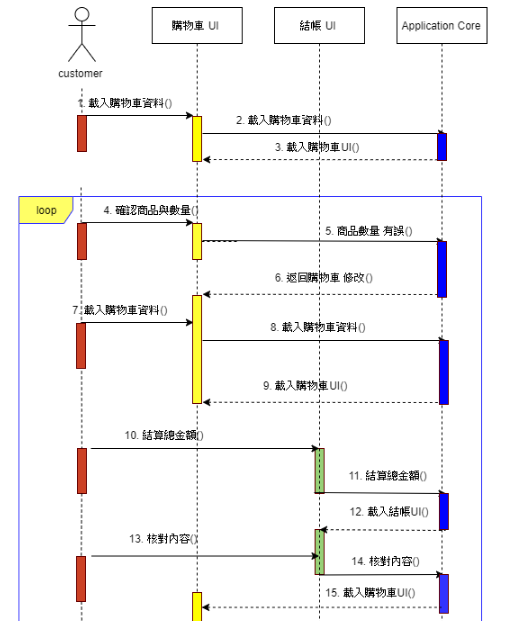 購物車 UI
結帳 UI
Application Core
customer
1. 載入購物車資料()
2. 載入購物車資料()
3. 載入購物車UI()
loop
4. 確認商品與數量()
5. 商品數量 有誤()
6. 返回購物車 修改()
7. 載入購物車資料()
8. 載入購物車資料()
9. 載入購物車UI()
10. 結算總金額()
11. 結算總金額()
12. 載入結帳UI()
13. 核對內容()
14. 核對內容()
15. 載入購物車UI()